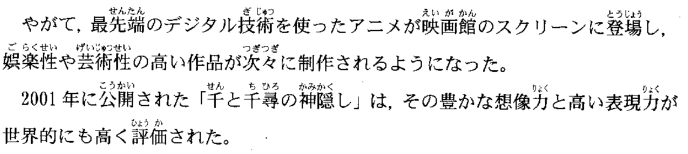 やがて，最先端のデジタル技術を使ったアニメが映画館のスクリーンに登場し，
娯楽性や芸術性の高い作品が次々に制作されるようになった。
2001年に公開された「千と千尋の神隠し」は，その豊かな想像力と高い表現力が
世界的にも高く評価された。